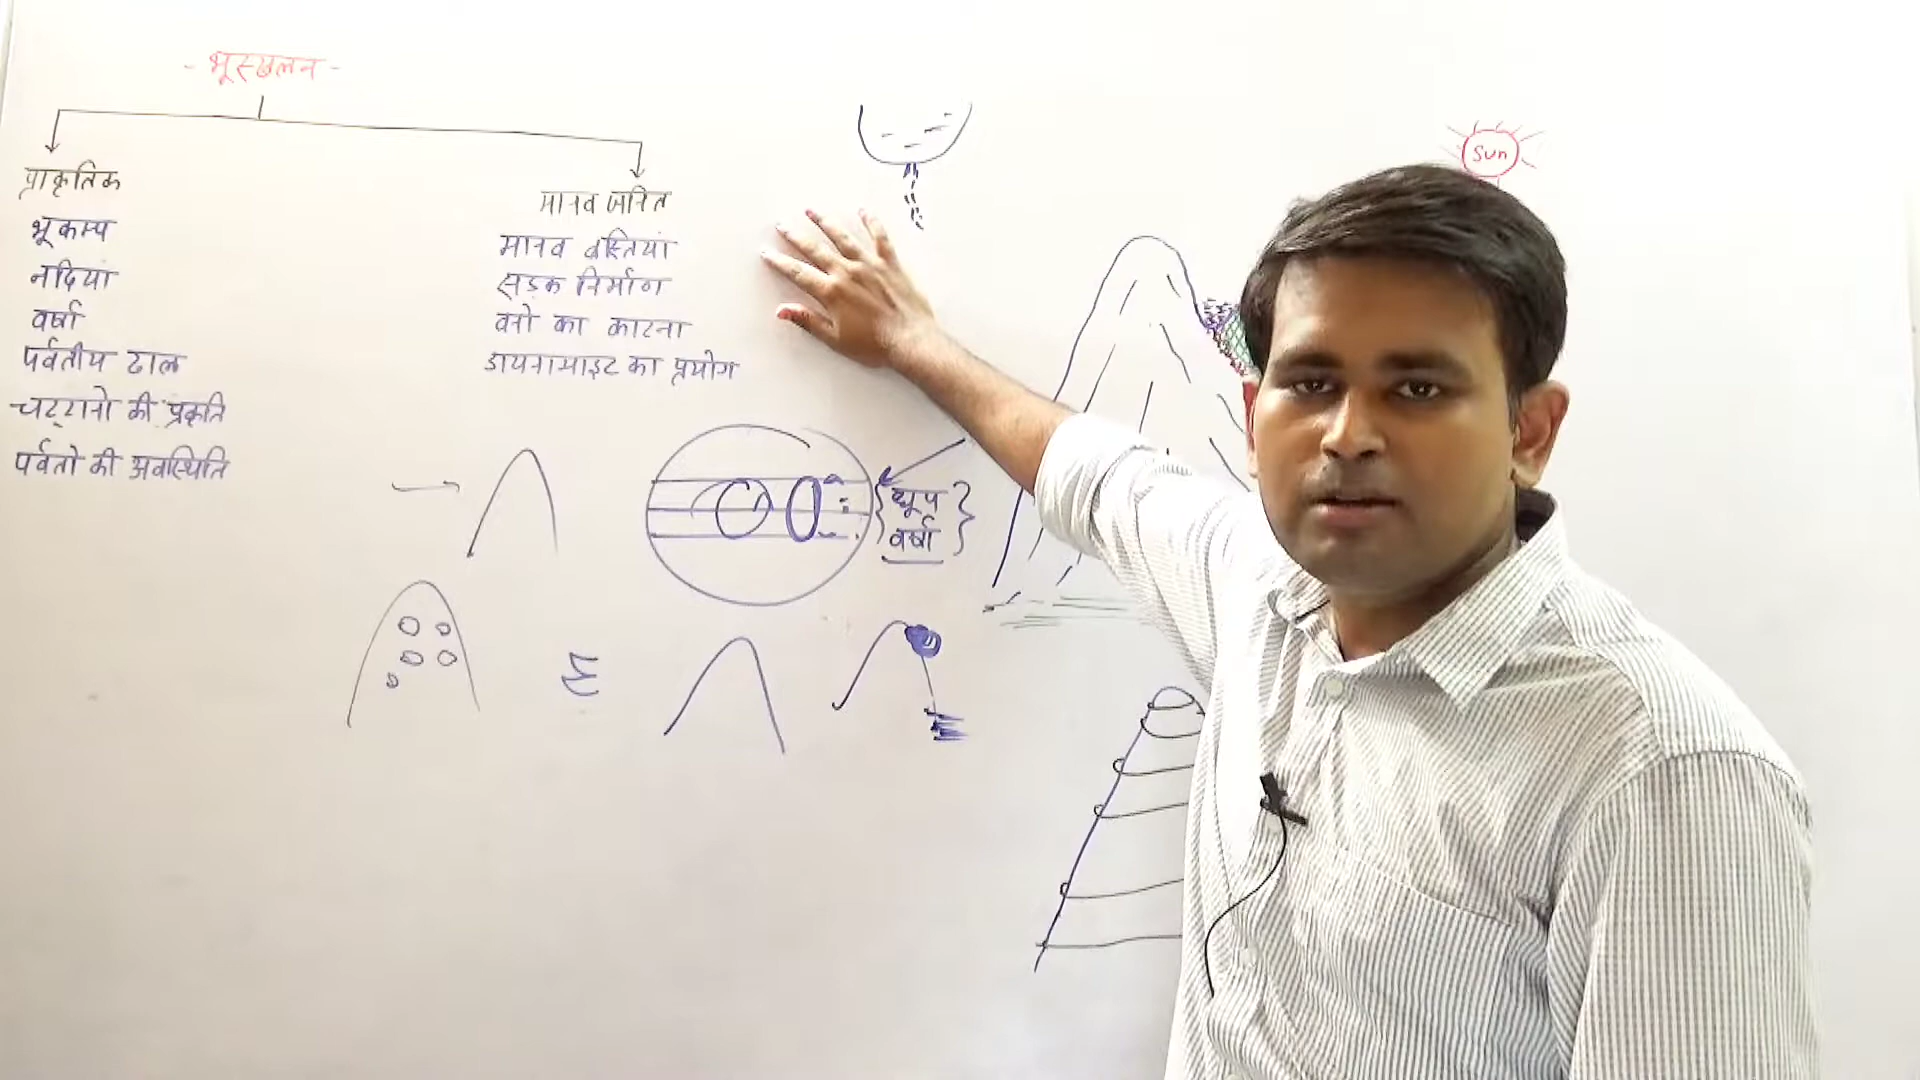 - भूस्खलन -
प्राकृतिक
भूकम्प
नदियां
वर्षा
पर्वतीय ढाल
चट्टानो की प्रकृति
पर्वतो की अवस्थिति
मानव जनित
मानव बस्तियां
सड़क निर्माण
वनो का काटना
डायनामाइट का प्रयोग
धूप
वर्षा
Sun